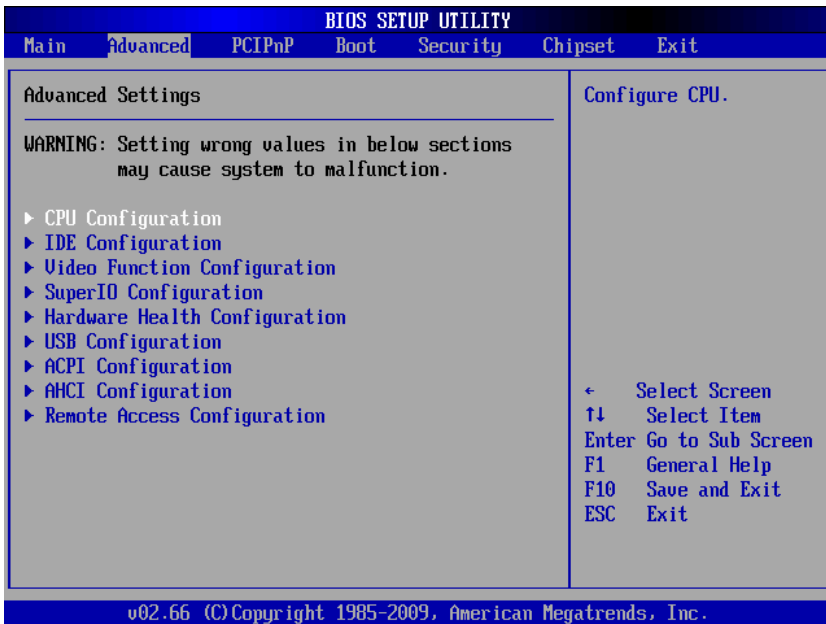 BIOS SETUP UTILITY
Main Advanced PCIPnP Boot Security Chipset Exit
Advanced Settings
WARNING: Setting wrong values in below sections
may cause system to malfunction.
▶ CPU Configuration
▶ IDE Configuration
▶ Video Function Configuration
▶ SuperIO Configuration
▶ Hardware Health Configuration
▶ USB Configuration
▶ ACPI Configuration
▶ AHCI Configuration
▶ Remote Access Configuration
Configure CPU.
← Select Screen
↑↓ Select Item
Enter Go to Sub Screen
F1 General Help
F10 Save and Exit
ESC Exit
v02.66 (C)Copyright 1985-2009, American Megatrends, Inc.